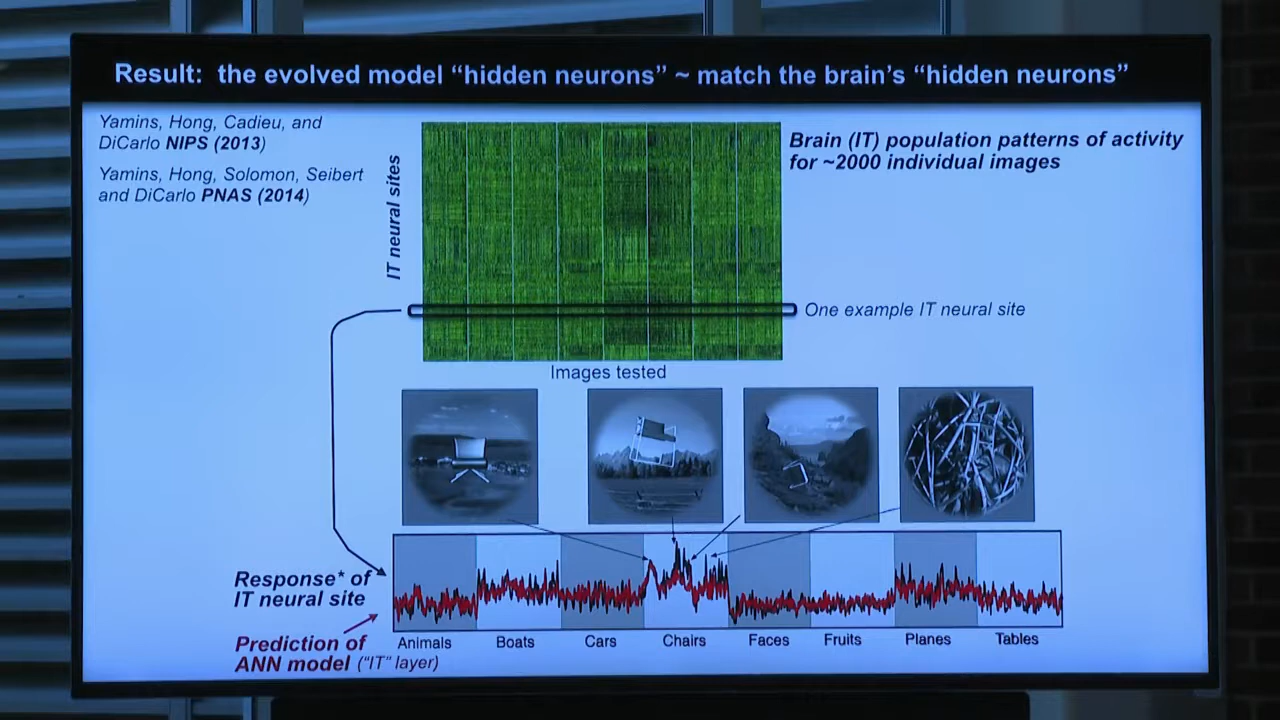 Result:  the evolved model “hidden neurons” ~ match the brain’s “hidden neurons”
Yamins, Hong, Cadieu, and
DiCarlo NIPS (2013)
Yamins, Hong, Solomon, Seibert
and DiCarlo PNAS (2014)
IT neural sites
Brain (IT) population patterns of activity
for ~2000 individual images
One example IT neural site
Images tested
Response* of
IT neural site
Prediction of
ANN model (“IT” layer)
Animals Boats Cars Chairs Faces Fruits Planes Tables